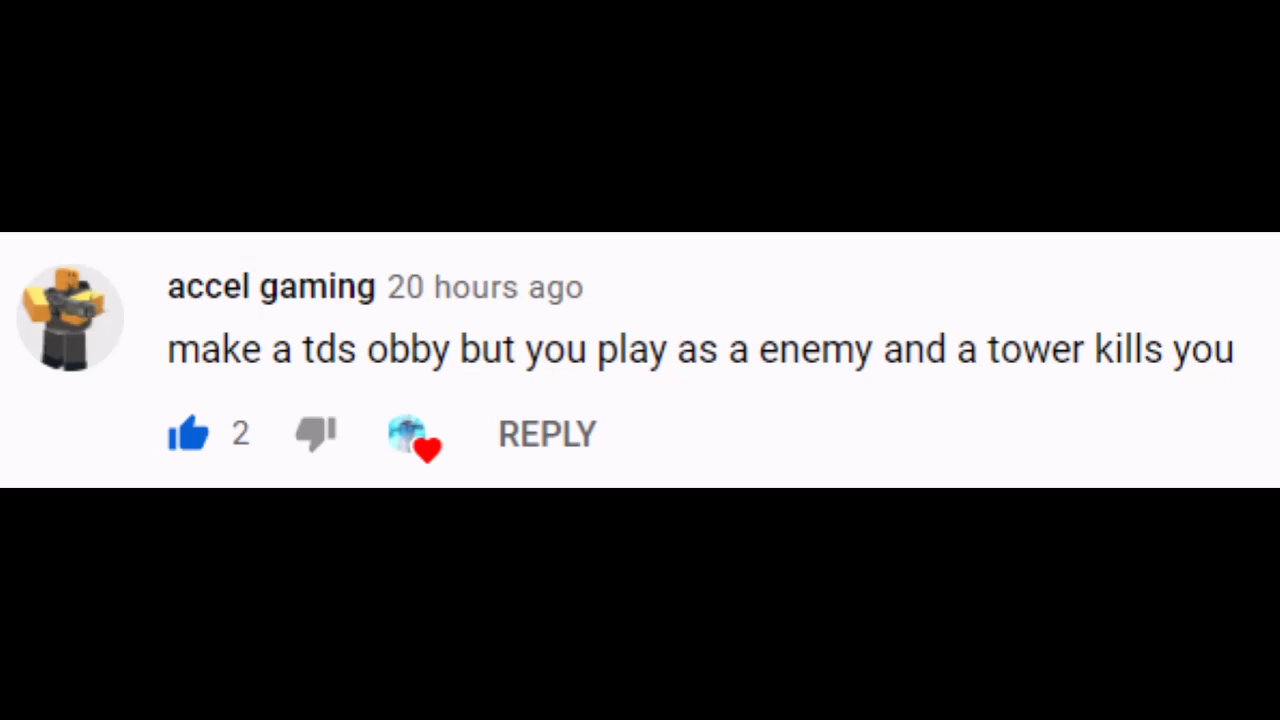 accel gaming 20 hours ago
make a tds obby but you play as a enemy and a tower kills you
2 REPLY